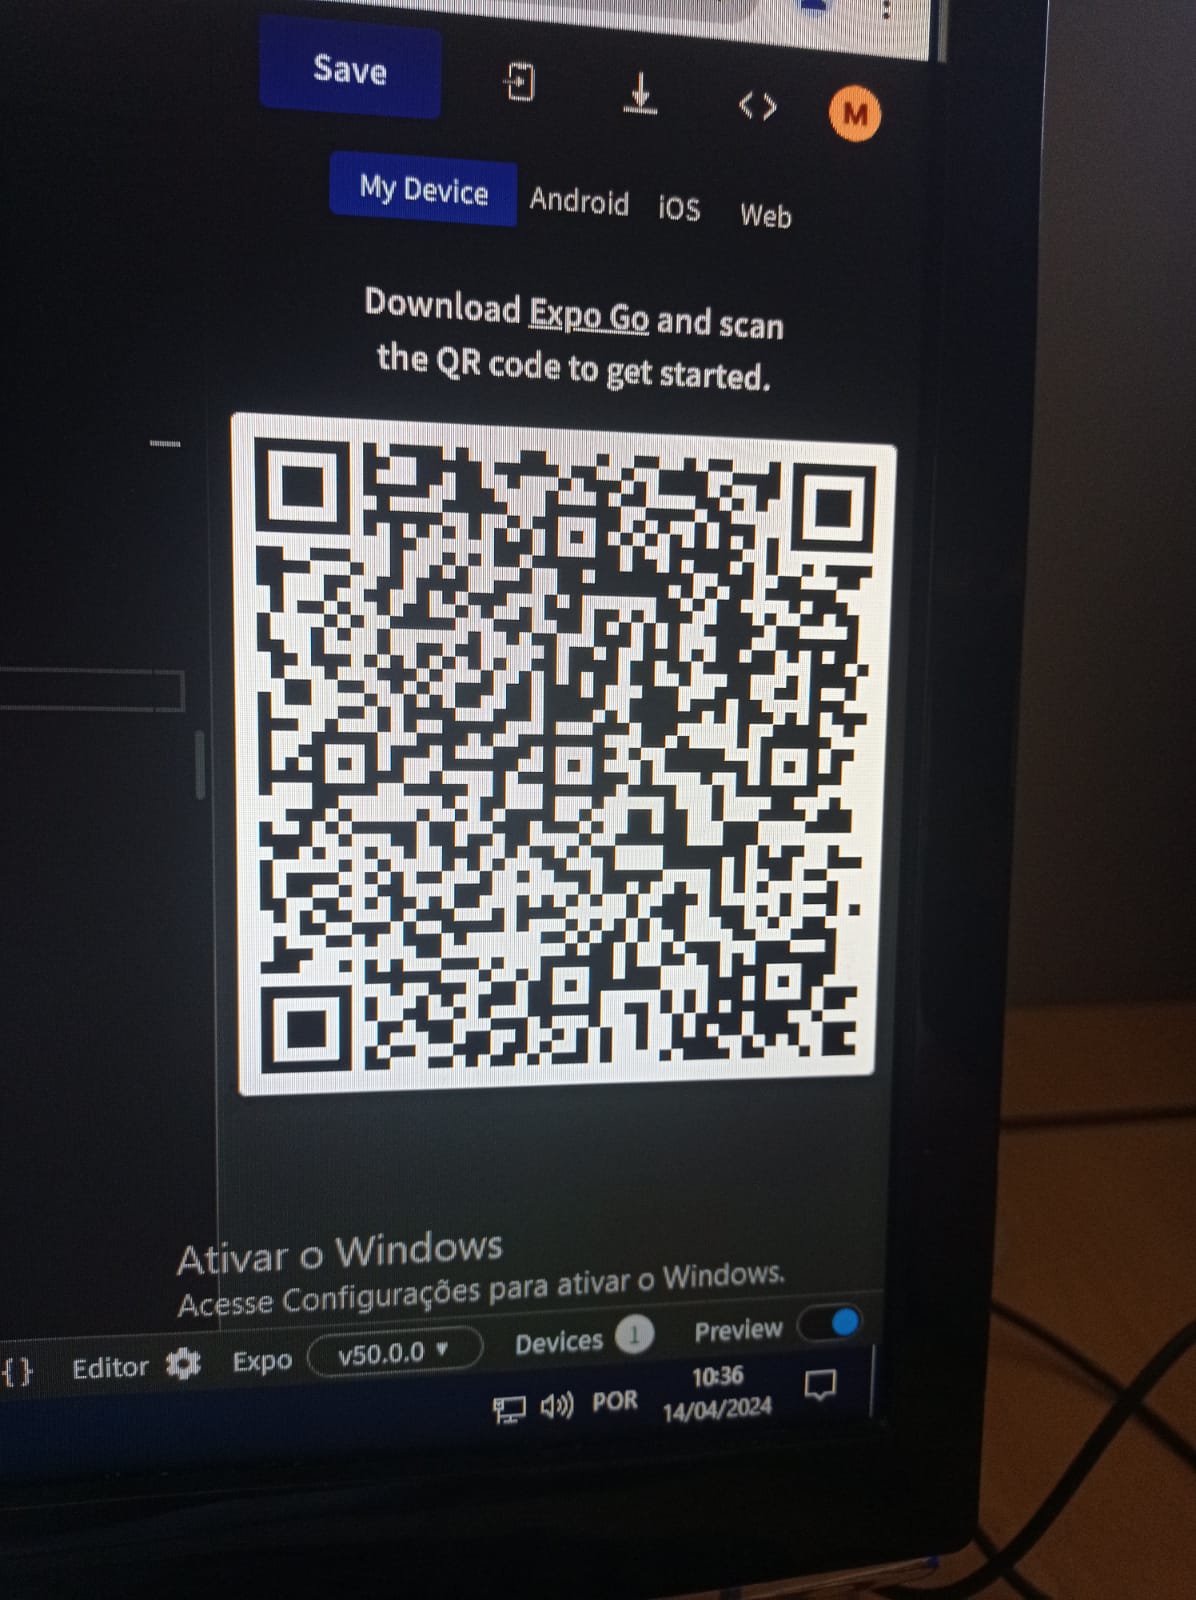 Save
M
My Device Android iOS Web
Download Expo Go and scan
the QR code to get started.
Ativar o Windows
Acesse Configurações para ativar o Windows.
{} Editor Expo v50.0.0 ▼ Devices 1 Preview
POR 10:36
14/04/2024